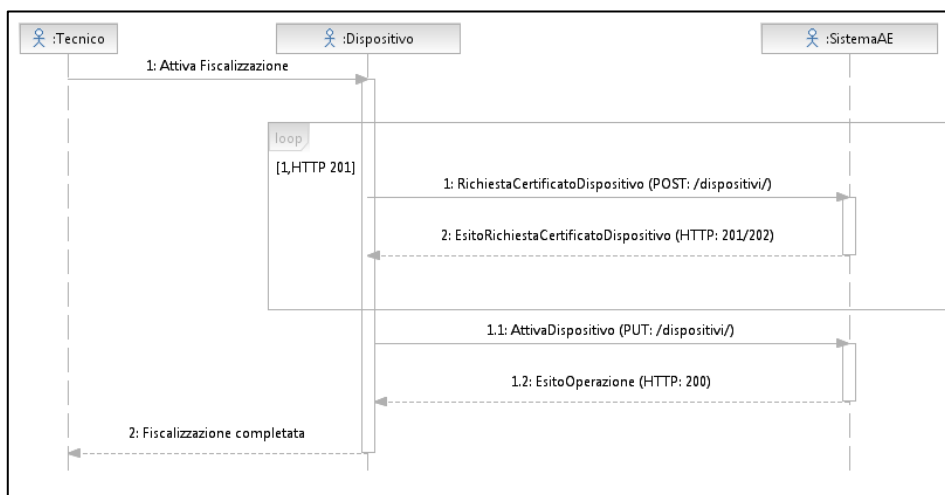 :Tecnico
:Dispositivo
:SistemaAE
1: Attiva Fiscalizzazione
loop
[1,HTTP 201]
1: RichiestaCertificatoDispositivo (POST: /dispositivi/)
2: EsitoRichiestaCertificatoDispositivo (HTTP: 201/202)
1.1: AttivaDispositivo (PUT: /dispositivi/)
1.2: EsitoOperazione (HTTP: 200)
2: Fiscalizzazione completata